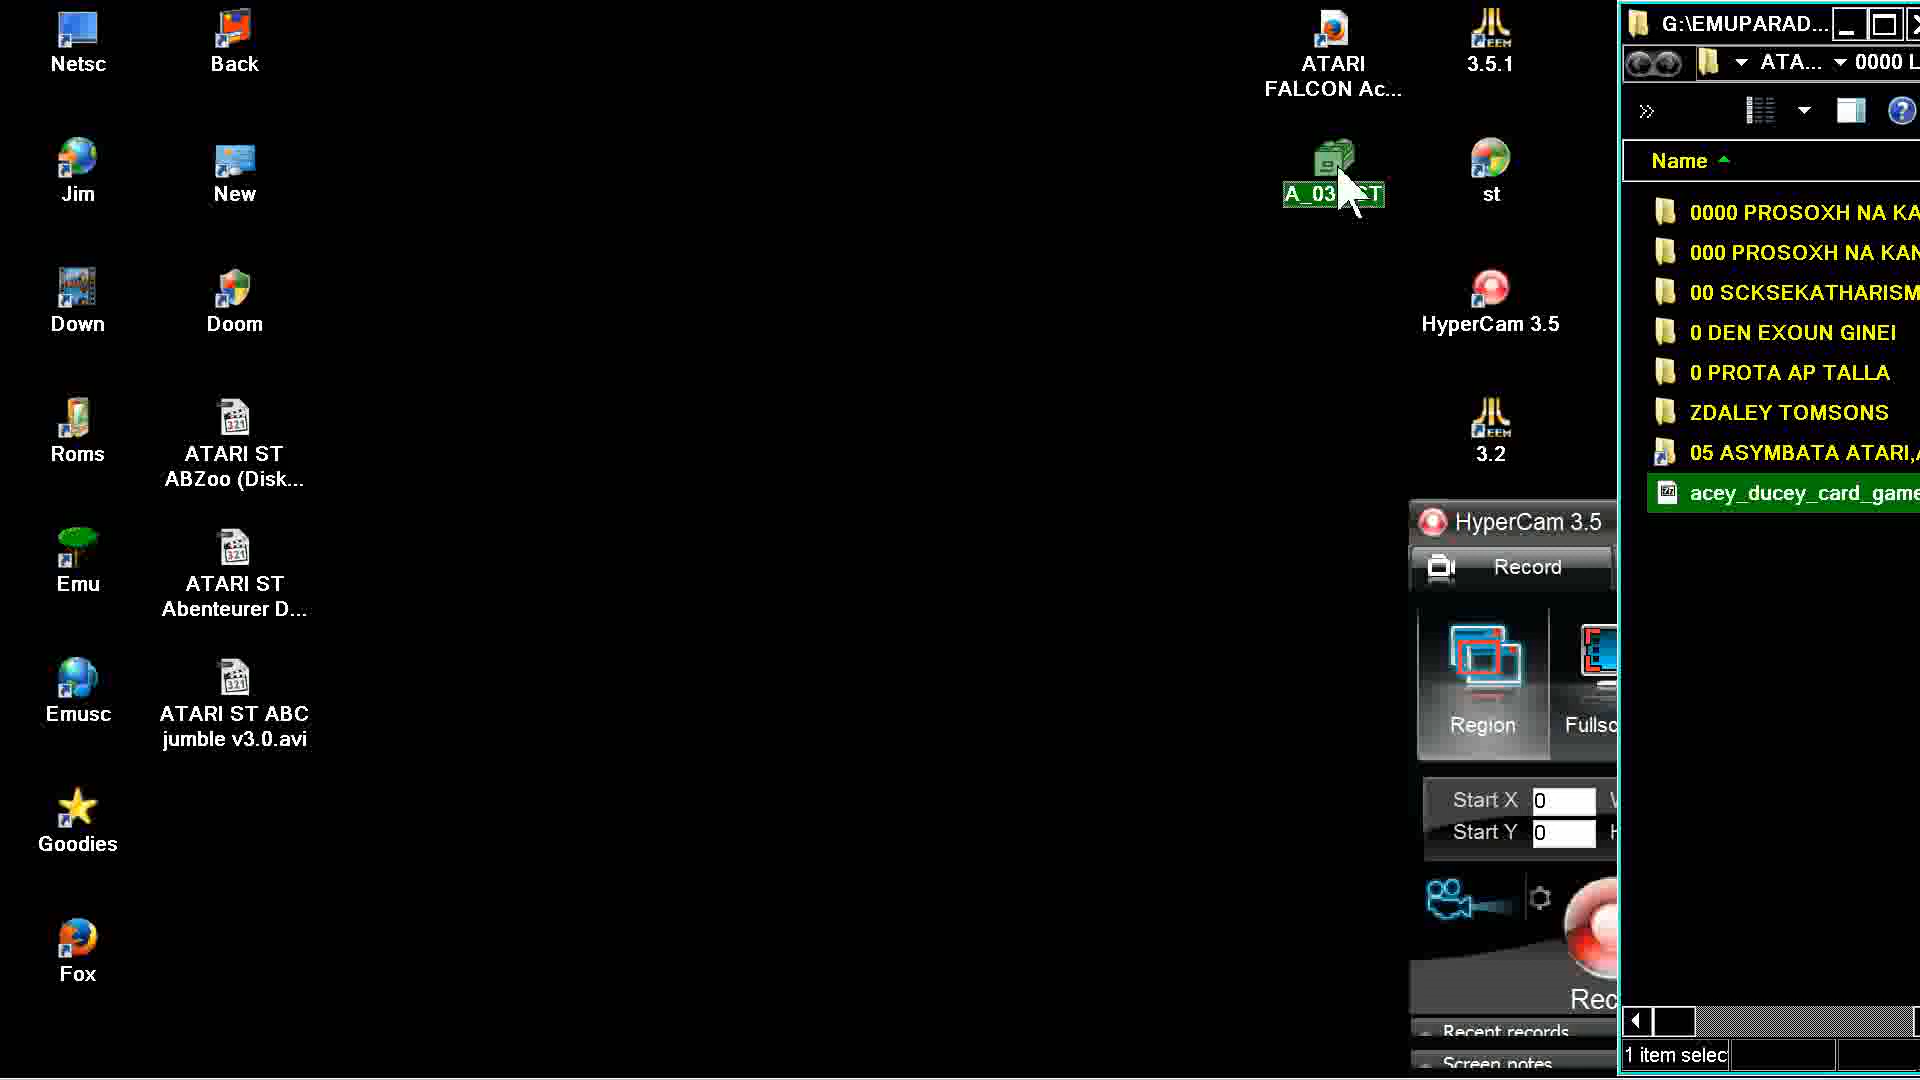 Netsc
Back
Jim
New
Down
Doom
Roms
ATARI ST
ABZoo (Disk...
Emu
ATARI ST
Abenteurer D...
Emusc
ATARI ST ABC
jumble v3.0.avi
Goodies
Fox
ATARI
FALCON Ac...
3.5.1
A_03
st
HyperCam 3.5
3.2
HyperCam 3.5
Record
Region
Fullsc
Start X 0
Start Y 0
Rec
Recent records
Screen notes
G:\EMUPARAD...
ATA... 0000 L
Name
0000 PROSOXH NA KA
000 PROSOXH NA KAN
00 SCKSEKATHARISM
0 DEN EXOUN GINEI
0 PROTA AP TALLA
ZDALEY TOMSONS
05 ASYMBATA ATARI,A
acey_ducey_card_game
1 item selec